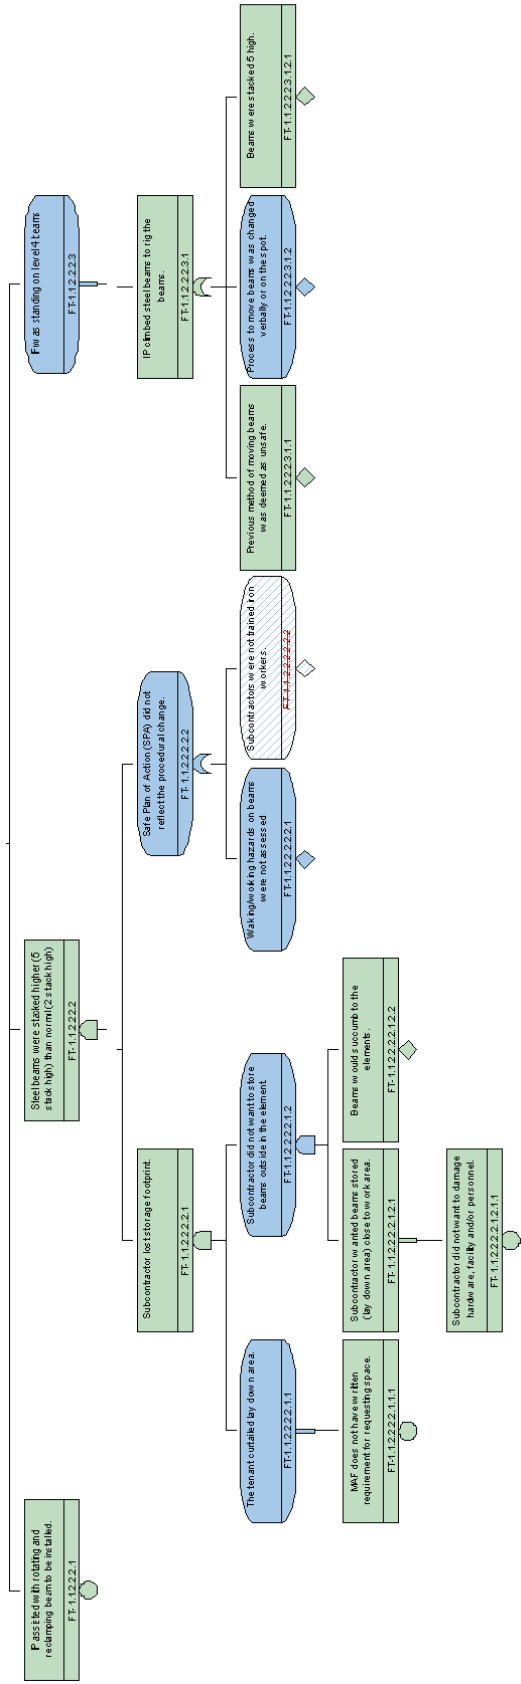 IP assisted with rotating and
reclamping beam to be installed.
FT-1.1.2.2.2.1
Steel beams were stacked higher (5
stack high) than norml (2 stack high)
FT-1.1.2.2.2.2
IP was standing on level 4 beams
FT-1.1.2.2.2.3
Subcontractor lost storage footprint.
FT-1.1.2.2.2.2.1
Safe Plan of Action (SPA) did not
reflect the procedural change.
FT-1.1.2.2.2.2.2
IP climbed steel beams to rig the
beams.
FT-1.1.2.2.2.3.1
The tenant curtailed lay down area.
FT-1.1.2.2.2.2.1.1
Subcontractor did not want to store
beams outside in the element.
FT-1.1.2.2.2.2.1.2
Waking/working hazards on beams
were not assessed
FT-1.1.2.2.2.2.2.1
Subcontractors were not trained iron
workers.
FT-1.1.2.2.2.2.2.2
Previous method of moving beams
was deemed as unsafe.
FT-1.1.2.2.2.3.1.1
Process to move beams was changed
verbally or on the spot.
FT-1.1.2.2.2.3.1.2
Beams were stacked 5 high.
FT-1.1.2.2.2.3.1.2.1
MAF does not have written
requirement for requesting space.
FT-1.1.2.2.2.2.1.1.1
Subcontractor wanted beams stored
(lay down area) close to work area.
FT-1.1.2.2.2.2.1.2.1
Beams would succumb to the
elements.
FT-1.1.2.2.2.2.1.2.2
Subcontractor did not want to damage
hardware, facility and/or personnel.
FT-1.1.2.2.2.2.1.2.1.1